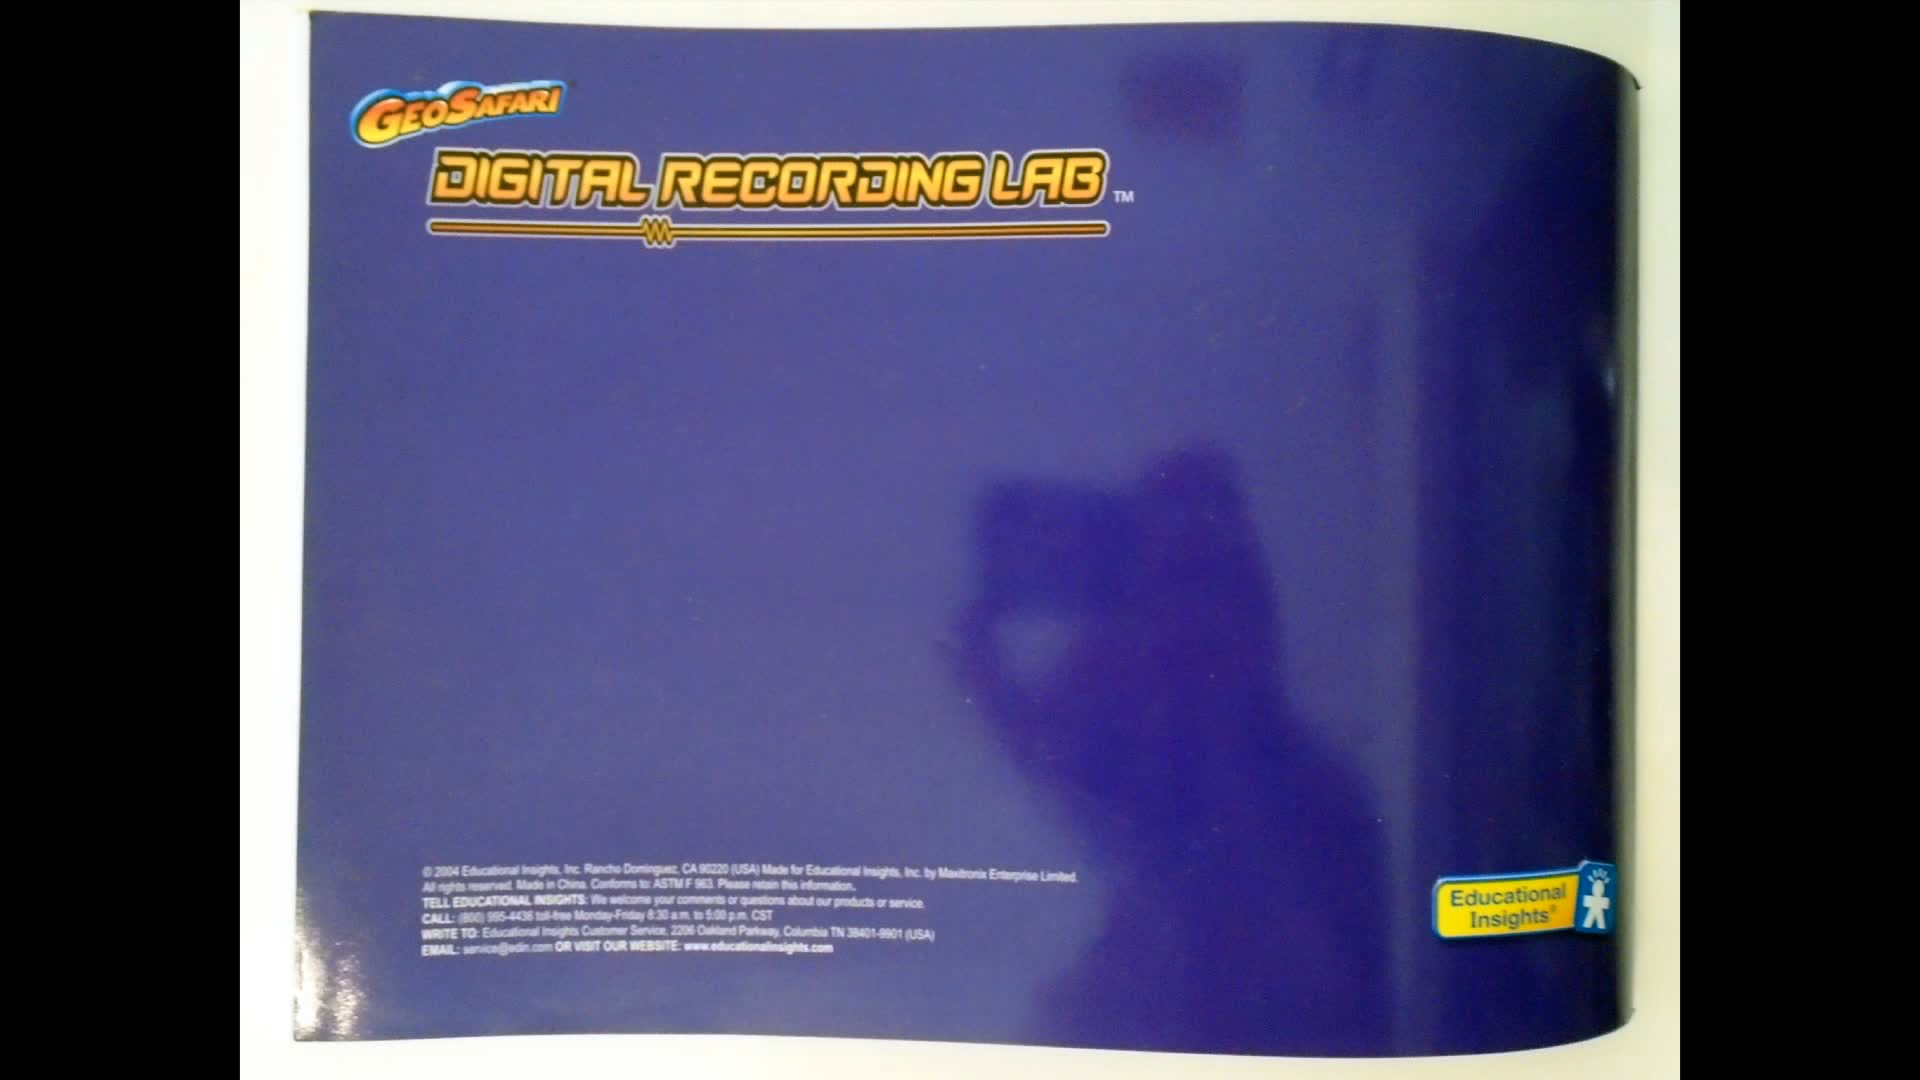 GEOSAFARI
DIGITAL RECORDING LAB™
© 2004 Educational Insights, Inc. Rancho Dominguez, CA 90220 (USA) Made for Educational Insights, Inc. by Maxitronix Enterprise Limited.
All rights reserved. Made in China. Conforms to: ASTM F 963. Please retain this information.
TELL EDUCATIONAL INSIGHTS: We welcome your comments or questions about our products or service.
CALL: (800) 995-4436 toll-free Monday-Friday 8:30 a.m. to 5:00 p.m. CST
WRITE TO: Educational Insights Customer Service, 2206 Oakland Parkway, Columbia TN 38401-9901 (USA)
EMAIL: service@edin.com OR VISIT OUR WEBSITE: www.educationalinsights.com
Educational
Insights®